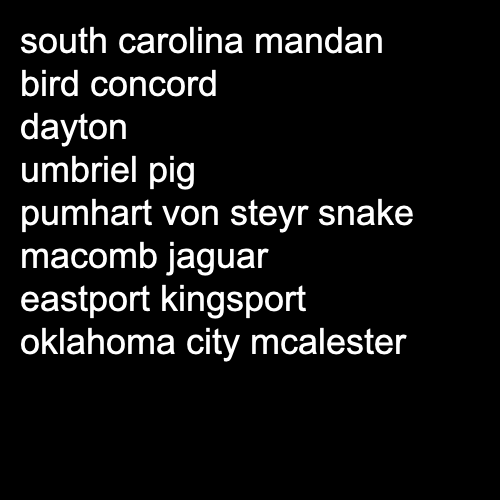 south carolina mandan
bird concord
dayton
umbriel pig
pumhart von steyr snake
macomb jaguar
eastport kingsport
oklahoma city mcalester